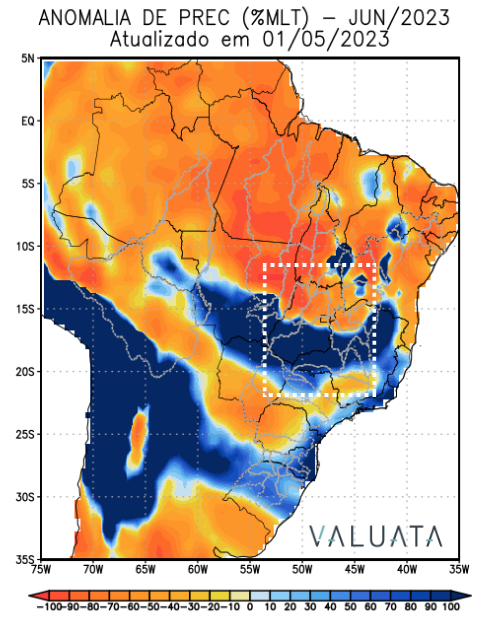 ANOMALIA DE PREC (%MLT) – JUN/2023
Atualizado em 01/05/2023
5N
EQ
5S
10S
15S
20S
25S
30S
35S
VALUATA
75W 70W 65W 60W 55W 50W 45W 40W 35W
-100 -90 -80 -70 -60 -50 -40 -30 -20 -10 0 10 20 30 40 50 60 70 80 90 100